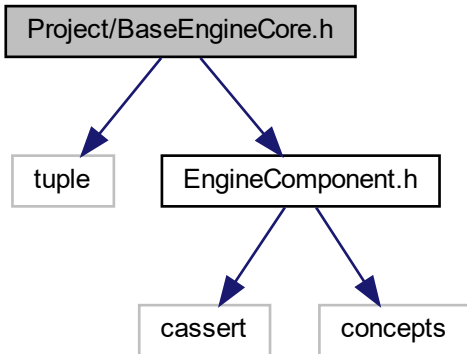 Project/BaseEngineCore.h
tuple
EngineComponent.h
cassert
concepts